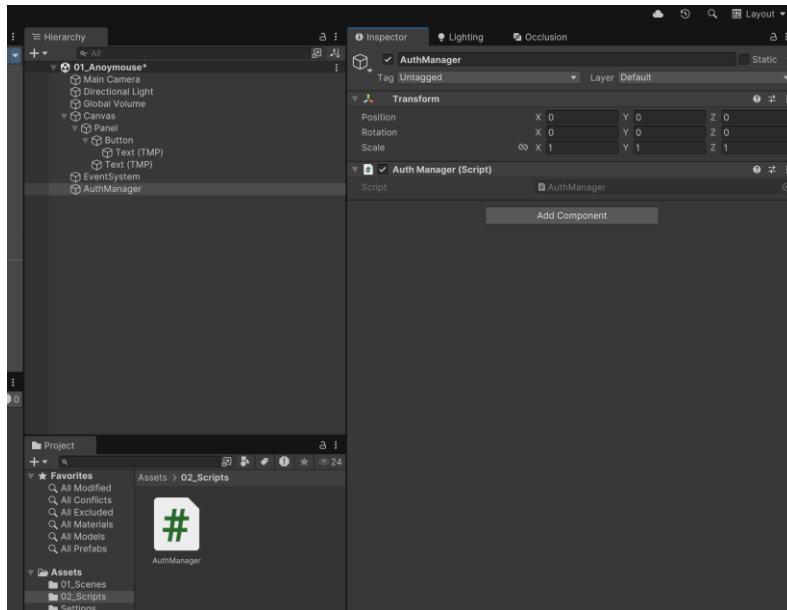 Layout
Hierarchy
All
01_Anoymouse*
Main Camera
Directional Light
Global Volume
Canvas
Panel
Button
Text (TMP)
Text (TMP)
EventSystem
AuthManager
0
Project
24
Favorites
All Modified
All Conflicts
All Excluded
All Materials
All Models
All Prefabs
Assets
01_Scenes
02_Scripts
Settings
Assets > 02_Scripts
#
AuthManager
Inspector Lighting Occlusion
AuthManager Static
Tag Untagged Layer Default
Transform
Position X 0 Y 0 Z 0
Rotation X 0 Y 0 Z 0
Scale X 1 Y 1 Z 1
# Auth Manager (Script)
Script AuthManager
Add Component